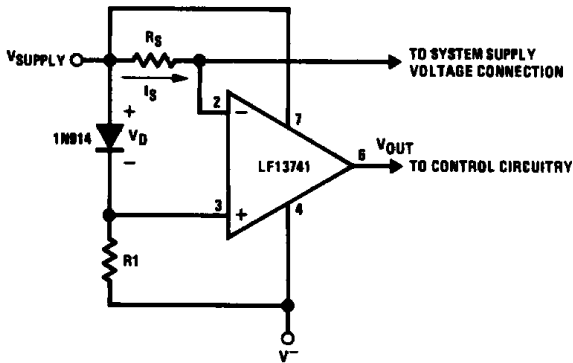 RS
VSUPPLY
IS
TO SYSTEM SUPPLY
VOLTAGE CONNECTION
2
−
7
+
1N914
VD
−
LF13741
6
VOUT
TO CONTROL CIRCUITRY
3
+
4
R1
V−